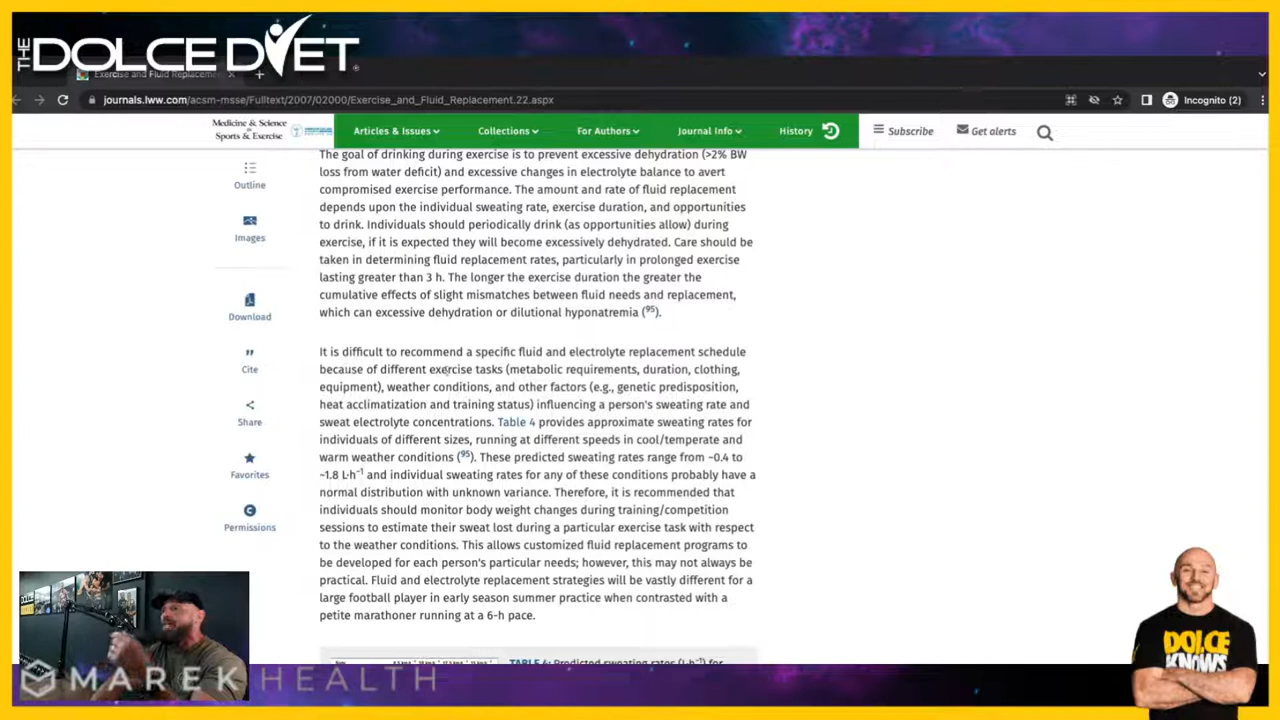 THE DOLCE DIET
Exercise and Fluid Replacement
journals.lww.com/acsm-msse/Fulltext/2007/02000/Exercise_and_Fluid_Replacement.22.aspx
Incognito (2)
Medicine & Science
in
Sports & Exercise
Articles & Issues
Collections
For Authors
Journal Info
History
Subscribe
Get alerts
Outline
Images
Download
Cite
Share
Favorites
Permissions
The goal of drinking during exercise is to prevent excessive dehydration (>2% BW
loss from water deficit) and excessive changes in electrolyte balance to avert
compromised exercise performance. The amount and rate of fluid replacement
depends upon the individual sweating rate, exercise duration, and opportunities
to drink. Individuals should periodically drink (as opportunities allow) during
exercise, if it is expected they will become excessively dehydrated. Care should be
taken in determining fluid replacement rates, particularly in prolonged exercise
lasting greater than 3 h. The longer the exercise duration the greater the
cumulative effects of slight mismatches between fluid needs and replacement,
which can excessive dehydration or dilutional hyponatremia (95).
It is difficult to recommend a specific fluid and electrolyte replacement schedule
because of different exercise tasks (metabolic requirements, duration, clothing,
equipment), weather conditions, and other factors (e.g., genetic predisposition,
heat acclimatization and training status) influencing a person's sweating rate and
sweat electrolyte concentrations. Table 4 provides approximate sweating rates for
individuals of different sizes, running at different speeds in cool/temperate and
warm weather conditions (95). These predicted sweating rates range from ~0.4 to
~1.8 L·h−1 and individual sweating rates for any of these conditions probably have a
normal distribution with unknown variance. Therefore, it is recommended that
individuals should monitor body weight changes during training/competition
sessions to estimate their sweat lost during a particular exercise task with respect
to the weather conditions. This allows customized fluid replacement programs to
be developed for each person's particular needs; however, this may not always be
practical. Fluid and electrolyte replacement strategies will be vastly different for a
large football player in early season summer practice when contrasted with a
petite marathoner running at a 6-h pace.
TABLE 4: Predicted sweating rates (L·h−1) for
MAREK HEALTH
DOLCE
KNOWS